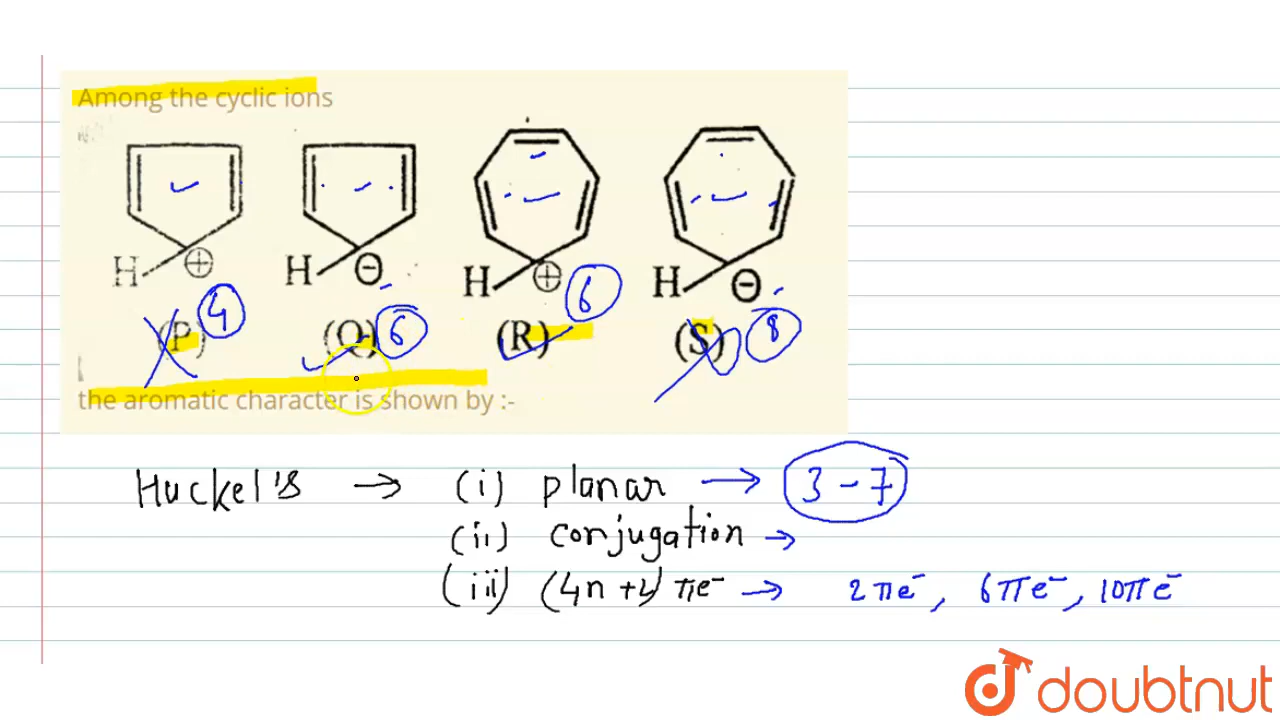 Among the cyclic ions
H ⊕ H ⊖ H ⊕ H ⊖
(P) 4 (Q) 6 (R) 6 (S) 8
the aromatic character is shown by :-
Huckel's → (i) planar → 3 - 7
(ii) conjugation →
(iii) (4n + 2) πe⁻ → 2πe⁻, 6πe⁻, 10πe⁻
doubtnut